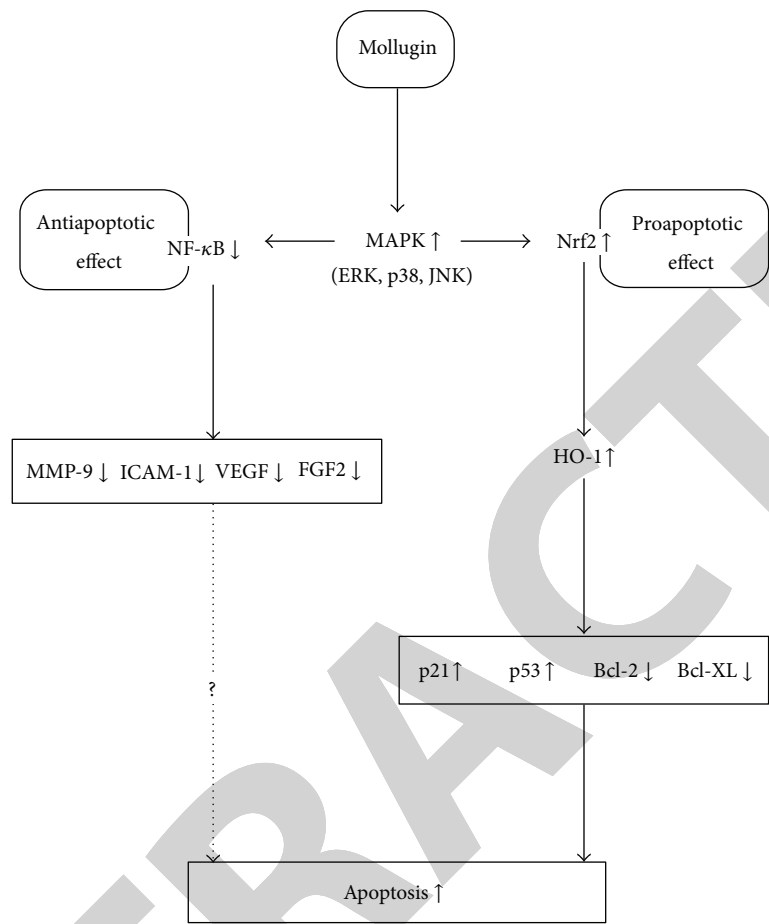 Mollugin
Antiapoptotic
effect
NF-κB ↓
MAPK ↑
(ERK, p38, JNK)
Nrf2 ↑
Proapoptotic
effect
MMP-9 ↓ ICAM-1 ↓ VEGF ↓ FGF2 ↓
HO-1 ↑
p21 ↑ p53 ↑ Bcl-2 ↓ Bcl-XL ↓
?
Apoptosis ↑
RACT